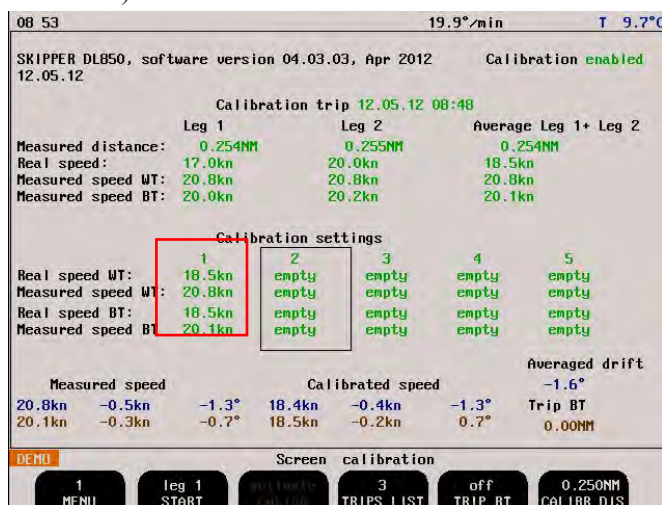 08 53 19.9°/min T 9.7°C
SKIPPER DL850, software version 04.03.03, Apr 2012 Calibration enabled
12.05.12
Calibration trip 12.05.12 08:48
Leg 1 Leg 2 Average Leg 1+ Leg 2
Measured distance: 0.254NM 0.255NM 0.254NM
Real speed: 17.0kn 20.0kn 18.5kn
Measured speed WT: 20.8kn 20.8kn 20.8kn
Measured speed BT: 20.0kn 20.2kn 20.1kn
Calibration settings
1 2 3 4 5
Real speed WT: 18.5kn empty empty empty empty
Measured speed WT: 20.8kn empty empty empty empty
Real speed BT: 18.5kn empty empty empty empty
Measured speed BT 20.1kn empty empty empty empty
Averaged drift
Measured speed Calibrated speed -1.6°
20.8kn -0.5kn -1.3° 18.4kn -0.4kn -1.3° Trip BT
20.1kn -0.3kn -0.7° 18.5kn -0.2kn 0.7° 0.00NM
DEMO Screen calibration
1 leg 1 3 off 0.250NM
MENU START TRIPS LIST TRIP BT CALIBR DIS